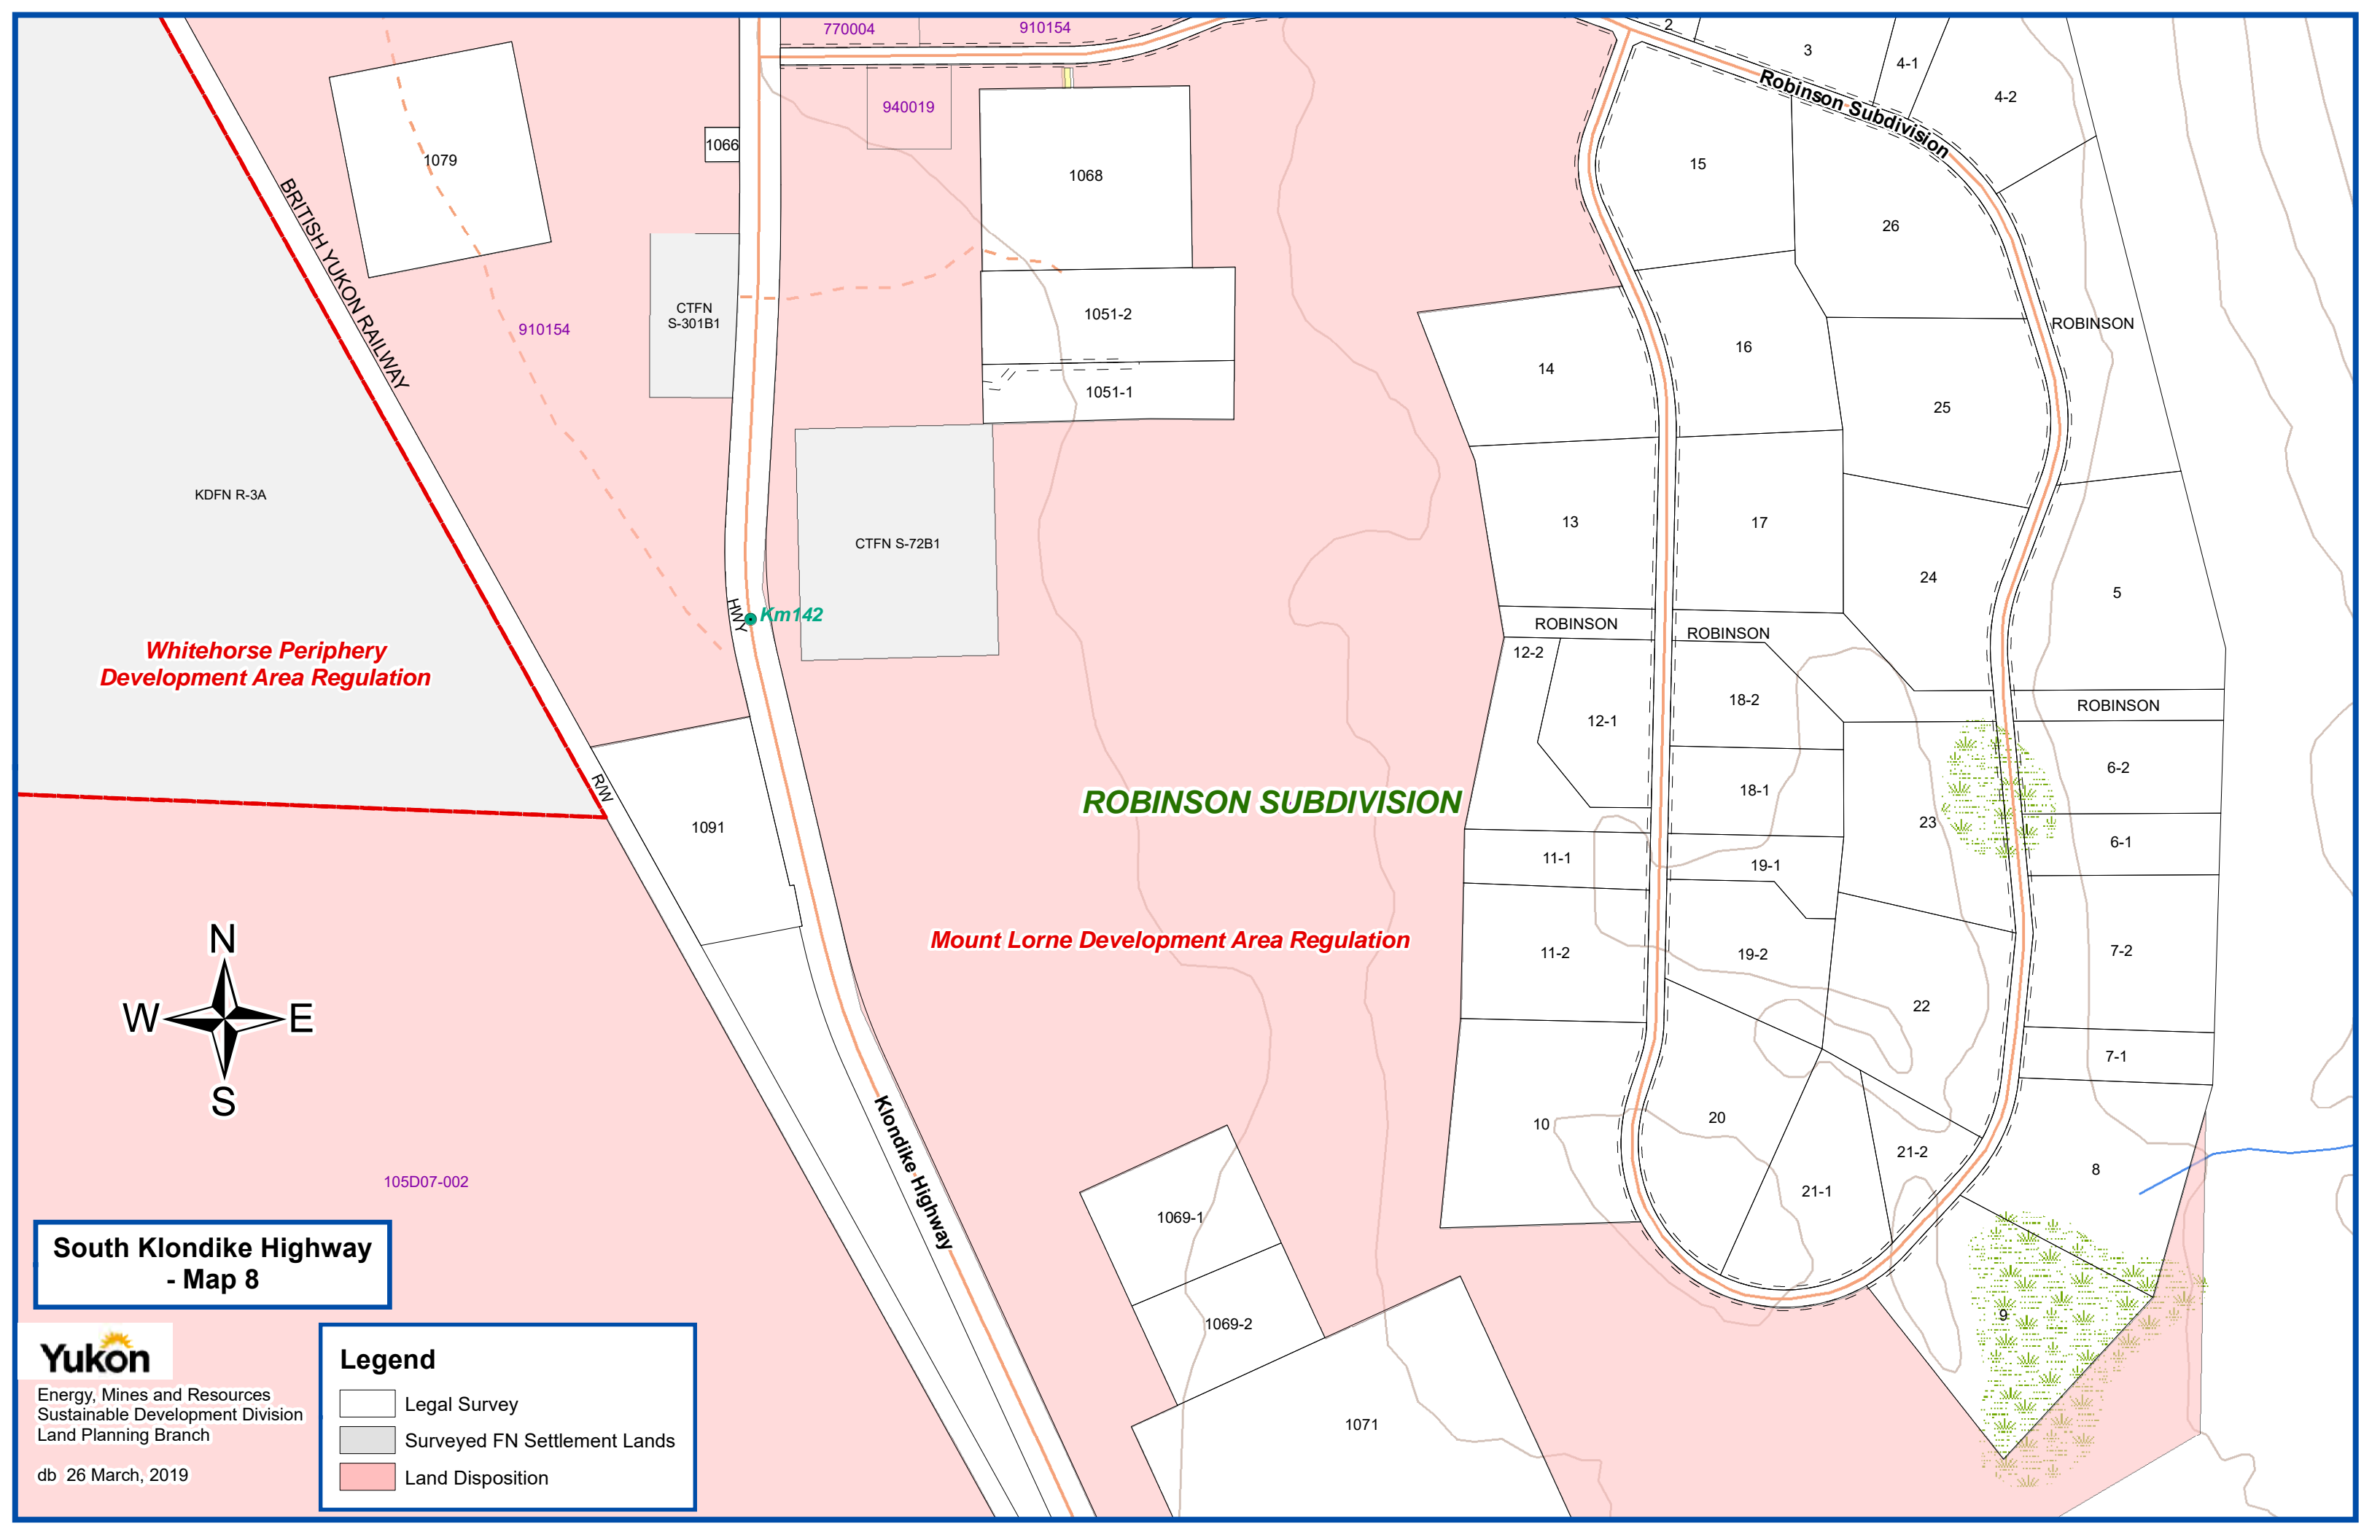 770004
910154
2
3
4-1
4-2
Robinson Subdivision
940019
1079
1066
1068
15
26
BRITISH YUKON RAILWAY
910154
CTFN
S-301B1
1051-2
1051-1
ROBINSON
14
16
25
KDFN R-3A
CTFN S-72B1
13
17
24
5
HWY
Km142
ROBINSON
ROBINSON
12-2
Whitehorse Periphery
Development Area Regulation
12-1
18-2
ROBINSON
6-2
R/W
ROBINSON SUBDIVISION
18-1
1091
23
6-1
11-1
19-1
Mount Lorne Development Area Regulation
11-2
19-2
7-2
N
W
E
S
22
7-1
Klondike Highway
10
20
21-2
8
105D07-002
21-1
1069-1
South Klondike Highway
- Map 8
1069-2
9
1071
Yukon
Energy, Mines and Resources
Sustainable Development Division
Land Planning Branch
db 26 March, 2019
Legend
Legal Survey
Surveyed FN Settlement Lands
Land Disposition